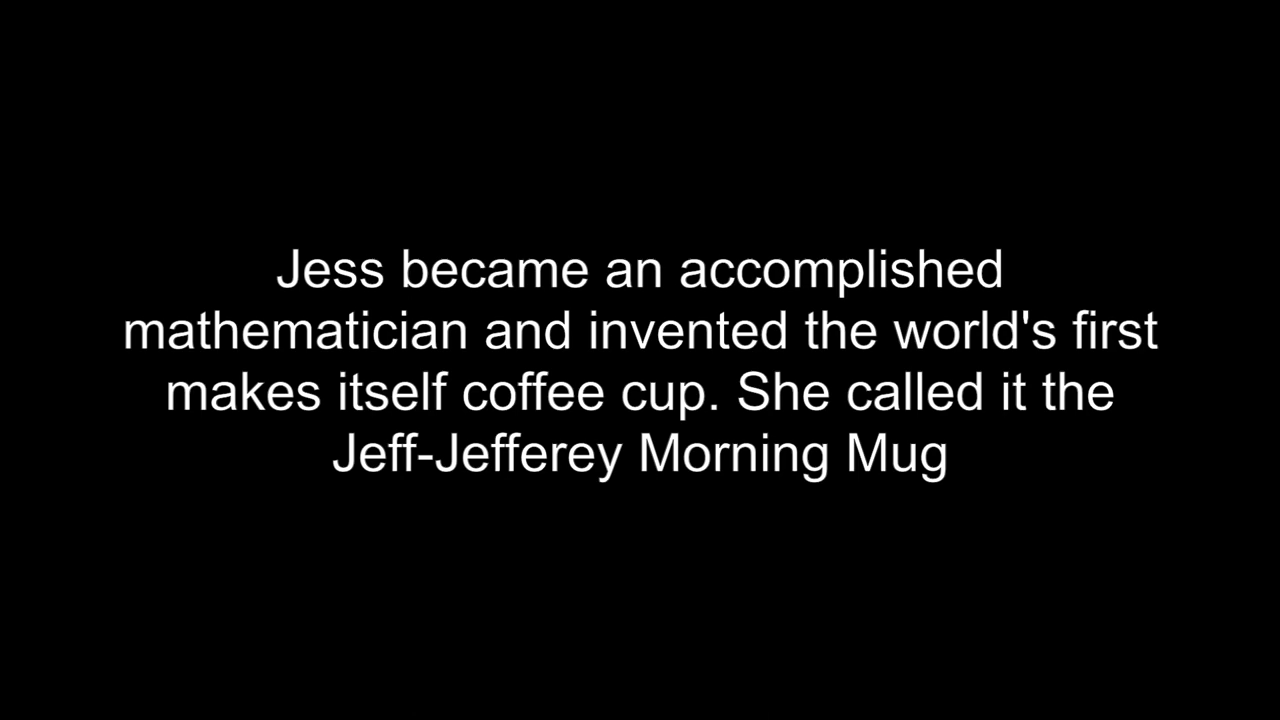 Jess became an accomplished
mathematician and invented the world's first
makes itself coffee cup. She called it the
Jeff-Jefferey Morning Mug